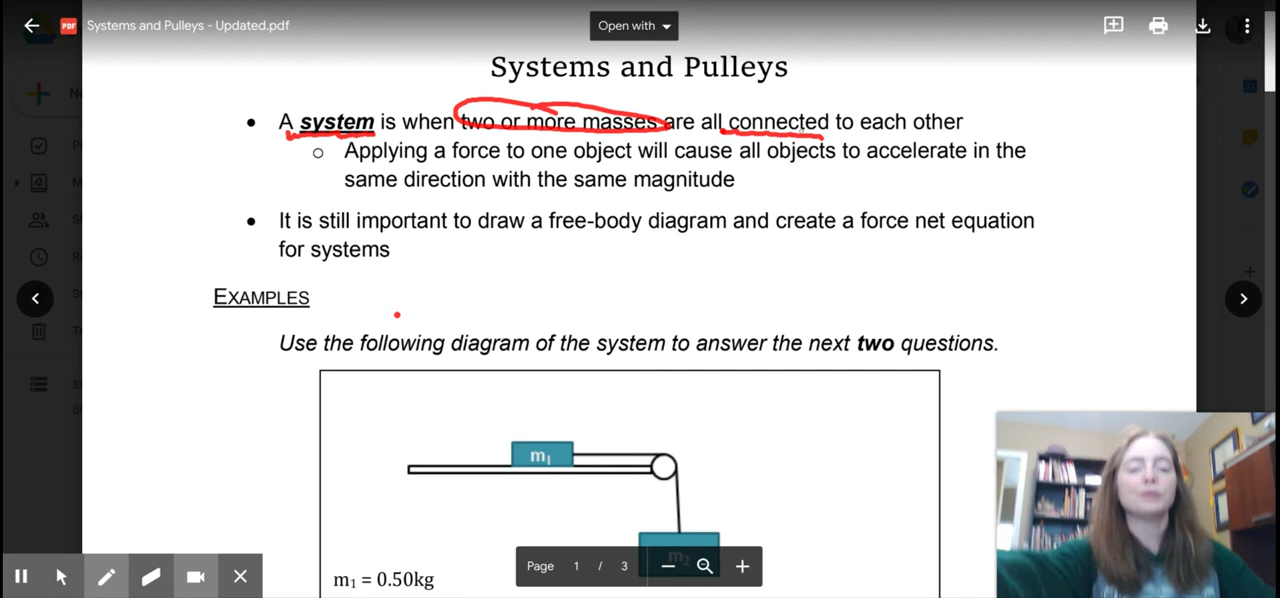 PDF Systems and Pulleys - Updated.pdf
Open with
Systems and Pulleys
• A system is when two or more masses are all connected to each other
o Applying a force to one object will cause all objects to accelerate in the
same direction with the same magnitude
• It is still important to draw a free-body diagram and create a force net equation
for systems
EXAMPLES
Use the following diagram of the system to answer the next two questions.
m₁
m₂
m₁ = 0.50kg
Page 1 / 3